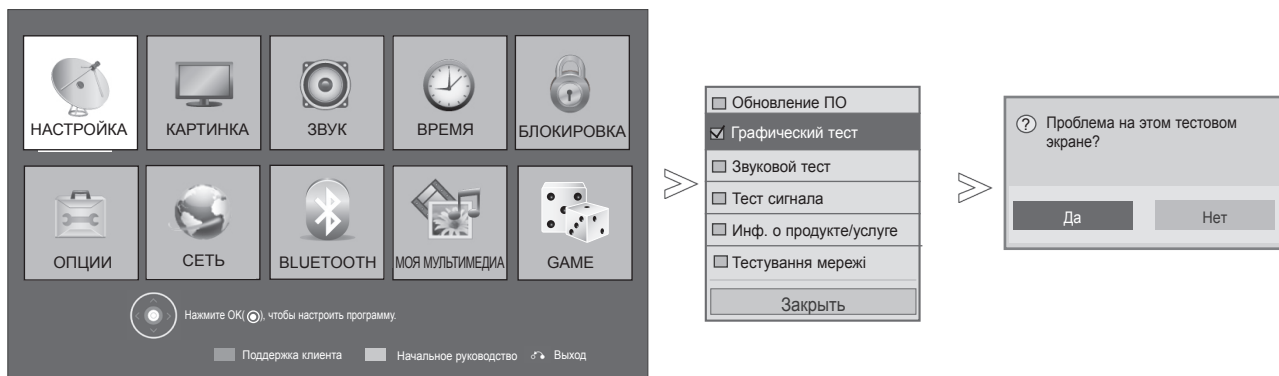 НАСТРОЙКА КАРТИНКА ЗВУК ВРЕМЯ БЛОКИРОВКА
ОПЦИИ СЕТЬ BLUETOOTH МОЯ МУЛЬТИМЕДИА GAME
Нажмите OK(◉), чтобы настроить программу.
Поддержка клиента Начальное руководство Выход
Обновление ПО
Графический тест
Звуковой тест
Тест сигнала
Инф. о продукте/услуге
Тестування мережі
Закрыть
? Проблема на этом тестовом
экране?
Да Нет